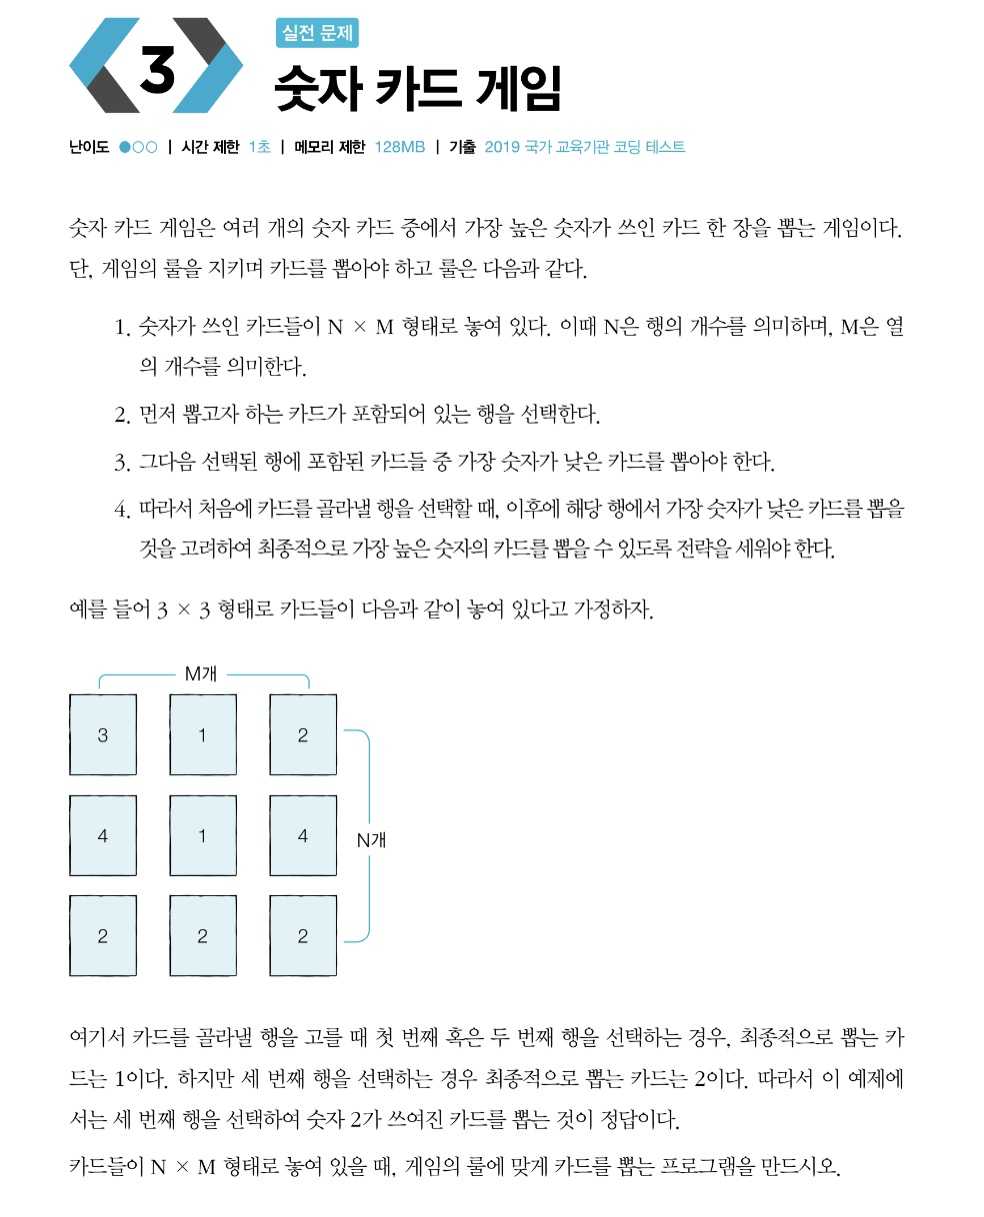 3
실전 문제
숫자 카드 게임
난이도 ●○○ | 시간 제한 1초 | 메모리 제한 128MB | 기출 2019 국가 교육기관 코딩 테스트
숫자 카드 게임은 여러 개의 숫자 카드 중에서 가장 높은 숫자가 쓰인 카드 한 장을 뽑는 게임이다.
단, 게임의 룰을 지키며 카드를 뽑아야 하고 룰은 다음과 같다.
1. 숫자가 쓰인 카드들이 N × M 형태로 놓여 있다. 이때 N은 행의 개수를 의미하며, M은 열
의 개수를 의미한다.
2. 먼저 뽑고자 하는 카드가 포함되어 있는 행을 선택한다.
3. 그다음 선택된 행에 포함된 카드들 중 가장 숫자가 낮은 카드를 뽑아야 한다.
4. 따라서 처음에 카드를 골라낼 행을 선택할 때, 이후에 해당 행에서 가장 숫자가 낮은 카드를 뽑을
것을 고려하여 최종적으로 가장 높은 숫자의 카드를 뽑을 수 있도록 전략을 세워야 한다.
예를 들어 3 × 3 형태로 카드들이 다음과 같이 놓여 있다고 가정하자.
M개
3 1 2
4 1 4
N개
2 2 2
여기서 카드를 골라낼 행을 고를 때 첫 번째 혹은 두 번째 행을 선택하는 경우, 최종적으로 뽑는 카
드는 1이다. 하지만 세 번째 행을 선택하는 경우 최종적으로 뽑는 카드는 2이다. 따라서 이 예제에
서는 세 번째 행을 선택하여 숫자 2가 쓰여진 카드를 뽑는 것이 정답이다.
카드들이 N × M 형태로 놓여 있을 때, 게임의 룰에 맞게 카드를 뽑는 프로그램을 만드시오.